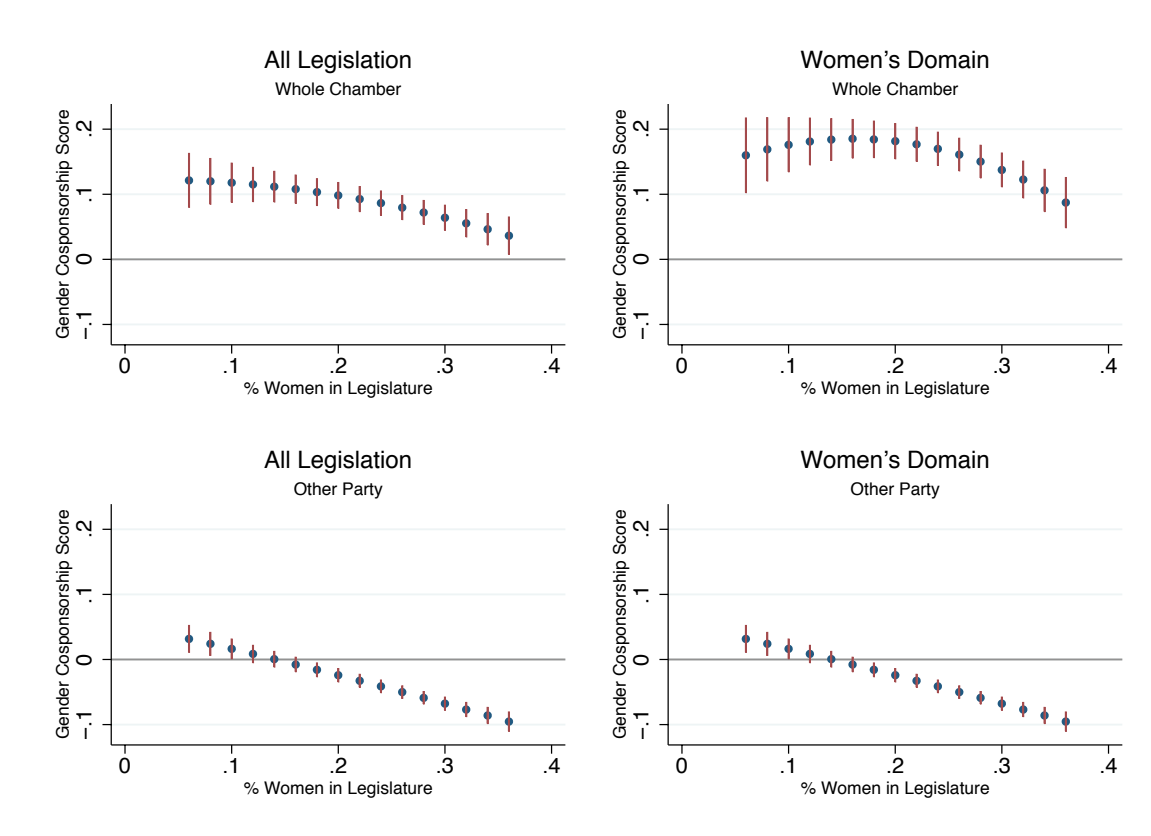 All Legislation
Whole Chamber
Gender Cosponsorship Score
.2
.1
0
−.1
0 .1 .2 .3 .4
% Women in Legislature
Women’s Domain
Whole Chamber
Gender Cosponsorship Score
.2
.1
0
−.1
0 .1 .2 .3 .4
% Women in Legislature
All Legislation
Other Party
Gender Cosponsorship Score
.2
.1
0
−.1
0 .1 .2 .3 .4
% Women in Legislature
Women’s Domain
Other Party
Gender Cosponsorship Score
.2
.1
0
−.1
0 .1 .2 .3 .4
% Women in Legislature